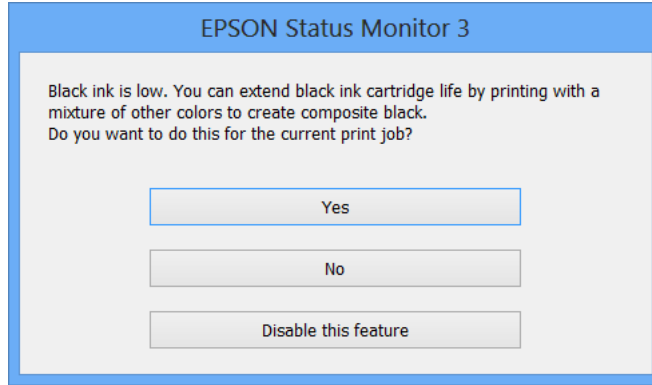 EPSON Status Monitor 3
Black ink is low. You can extend black ink cartridge life by printing with a
mixture of other colors to create composite black.
Do you want to do this for the current print job?
Yes
No
Disable this feature